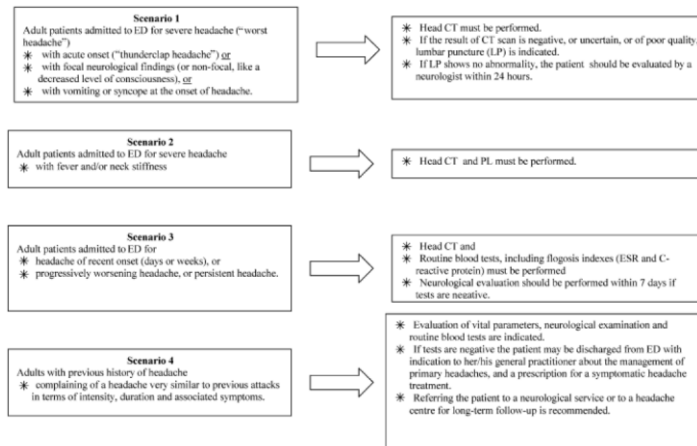 Scenario 1
Adult patients admitted to ED for severe headache (“worst
headache”)
✳ with acute onset (“thunderclap headache”) or
✳ with focal neurological findings (or non-focal, like a
decreased level of consciousness), or
✳ with vomiting or syncope at the onset of headache.
✳ Head CT must be performed.
✳ If the result of CT scan is negative, or uncertain, or of poor quality,
lumbar puncture (LP) is indicated.
✳ If LP shows no abnormality, the patient should be evaluated by a
neurologist within 24 hours.
Scenario 2
Adult patients admitted to ED for severe headache
✳ with fever and/or neck stiffness
✳ Head CT and PL must be performed.
Scenario 3
Adult patients admitted to ED for
✳ headache of recent onset (days or weeks), or
✳ progressively worsening headache, or persistent headache.
✳ Head CT and
✳ Routine blood tests, including flogosis indexes (ESR and C-
reactive protein) must be performed
✳ Neurological evaluation should be performed within 7 days if
tests are negative.
Scenario 4
Adults with previous history of headache
✳ complaining of a headache very similar to previous attacks
in terms of intensity, duration and associated symptoms.
✳ Evaluation of vital parameters, neurological examination and
routine blood tests are indicated.
✳ If tests are negative the patient may be discharged from ED with
indication to her/his general practitioner about the management of
primary headaches, and a prescription for a symptomatic headache
treatment.
✳ Referring the patient to a neurological service or to a headache
centre for long-term follow-up is recommended.